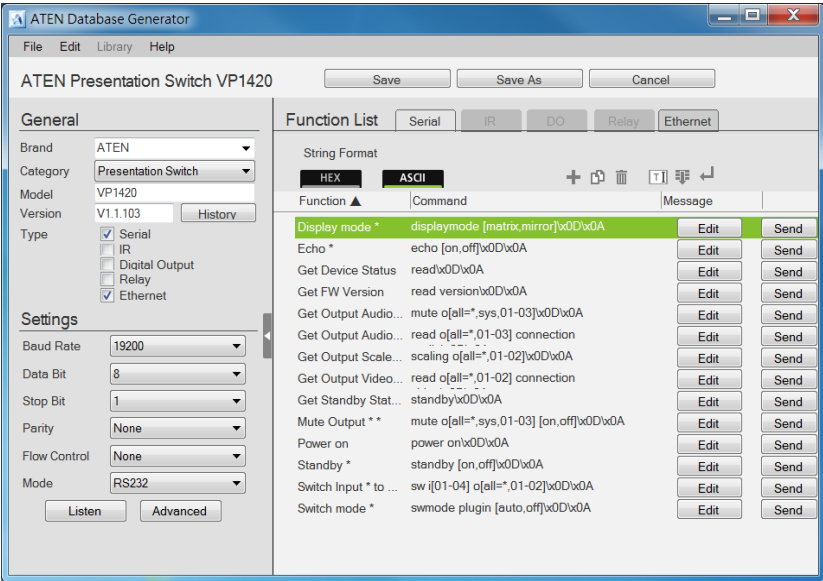 ATEN Database Generator
File Edit Library Help
ATEN Presentation Switch VP1420
Save Save As Cancel
General
Brand ATEN
Category Presentation Switch
Model VP1420
Version V1.1.103 History
Type Serial
IR
Digital Output
Relay
Ethernet
Settings
Baud Rate 19200
Data Bit 8
Stop Bit 1
Parity None
Flow Control None
Mode RS232
Listen Advanced
Function List Serial IR DO Relay Ethernet
String Format
HEX ASCII
Function ▲ Command Message
Display mode * displaymode [matrix,mirror]\x0D\x0A Edit Send
Echo * echo [on,off]\x0D\x0A Edit Send
Get Device Status read\x0D\x0A Edit Send
Get FW Version read version\x0D\x0A Edit Send
Get Output Audio... mute o[all=*,sys,01-03]\x0D\x0A Edit Send
Get Output Audio... read o[all=*,01-03] connection Edit Send
Get Output Scale... scaling o[all=*,01-02]\x0D\x0A Edit Send
Get Output Video... read o[all=*,01-02] connection Edit Send
Get Standby Stat... standby\x0D\x0A Edit Send
Mute Output * * mute o[all=*,sys,01-03] [on,off]\x0D\x0A Edit Send
Power on power on\x0D\x0A Edit Send
Standby * standby [on,off]\x0D\x0A Edit Send
Switch Input * to ... sw i[01-04] o[all=*,01-02]\x0D\x0A Edit Send
Switch mode * swmode plugin [auto,off]\x0D\x0A Edit Send